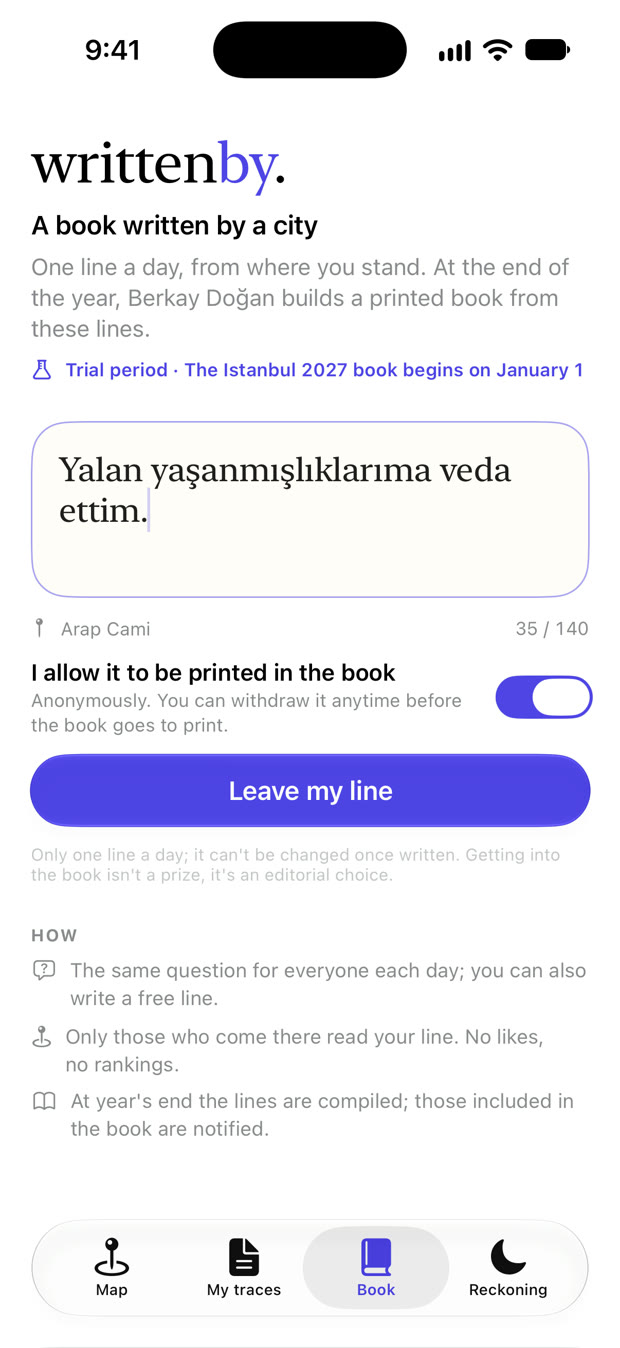 9:41
writtenby.
A book written by a city
One line a day, from where you stand. At the end of
the year, Berkay Doğan builds a printed book from
these lines.
Trial period · The Istanbul 2027 book begins on January 1
Yalan yaşanmışlıklarıma veda
ettim.
Arap Cami
35 / 140
I allow it to be printed in the book
Anonymously. You can withdraw it anytime before
the book goes to print.
Leave my line
Only one line a day; it can't be changed once written. Getting into
the book isn't a prize, it's an editorial choice.
HOW
The same question for everyone each day; you can also
write a free line.
Only those who come there read your line. No likes,
no rankings.
At year's end the lines are compiled; those included in
the book are notified.
Map
My traces
Book
Reckoning